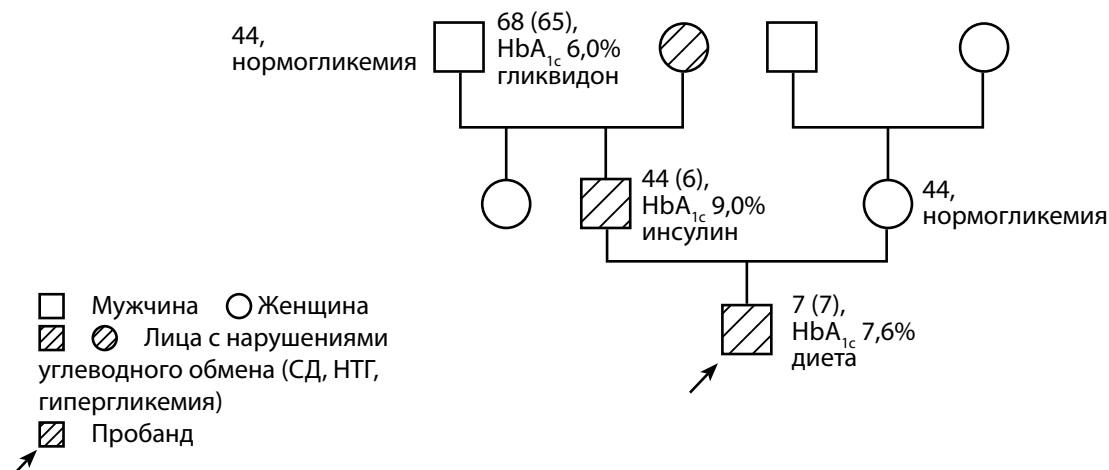 44,
нормогликемия
68 (65),
HbA1c 6,0%
гликвидон
44 (6),
HbA1c 9,0%
инсулин
44,
нормогликемия
7 (7),
HbA1c 7,6%
диета
Мужчина Женщина
Лица с нарушениями
углеводного обмена (СД, НТГ,
гипергликемия)
Пробанд